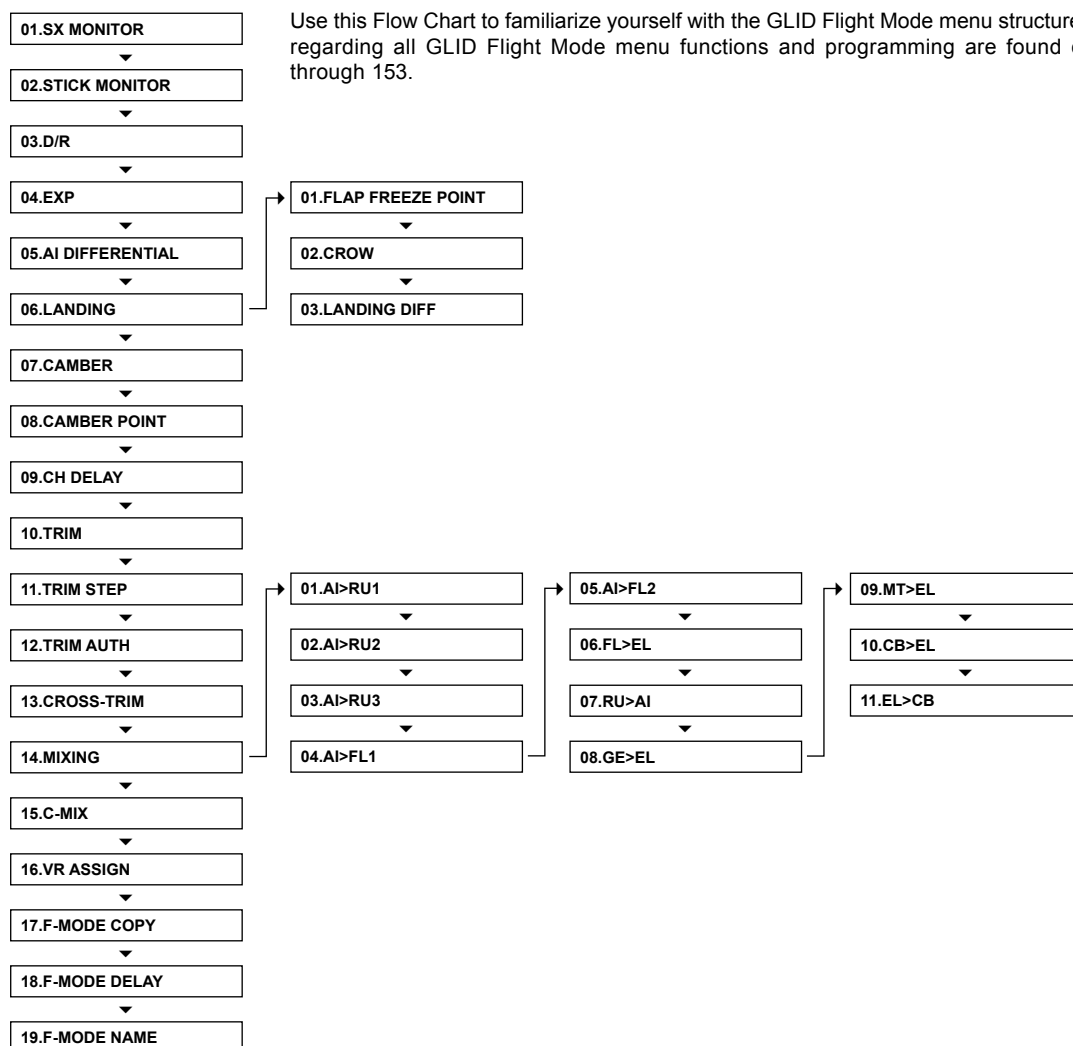 Use this Flow Chart to familiarize yourself with the GLID Flight Mode menu structure
regarding all GLID Flight Mode menu functions and programming are found
through 153.
01.SX MONITOR
02.STICK MONITOR
03.D/R
04.EXP
05.AI DIFFERENTIAL
06.LANDING
07.CAMBER
08.CAMBER POINT
09.CH DELAY
10.TRIM
11.TRIM STEP
12.TRIM AUTH
13.CROSS-TRIM
14.MIXING
15.C-MIX
16.VR ASSIGN
17.F-MODE COPY
18.F-MODE DELAY
19.F-MODE NAME
01.FLAP FREEZE POINT
02.CROW
03.LANDING DIFF
01.AI>RU1
02.AI>RU2
03.AI>RU3
04.AI>FL1
05.AI>FL2
06.FL>EL
07.RU>AI
08.GE>EL
09.MT>EL
10.CB>EL
11.EL>CB